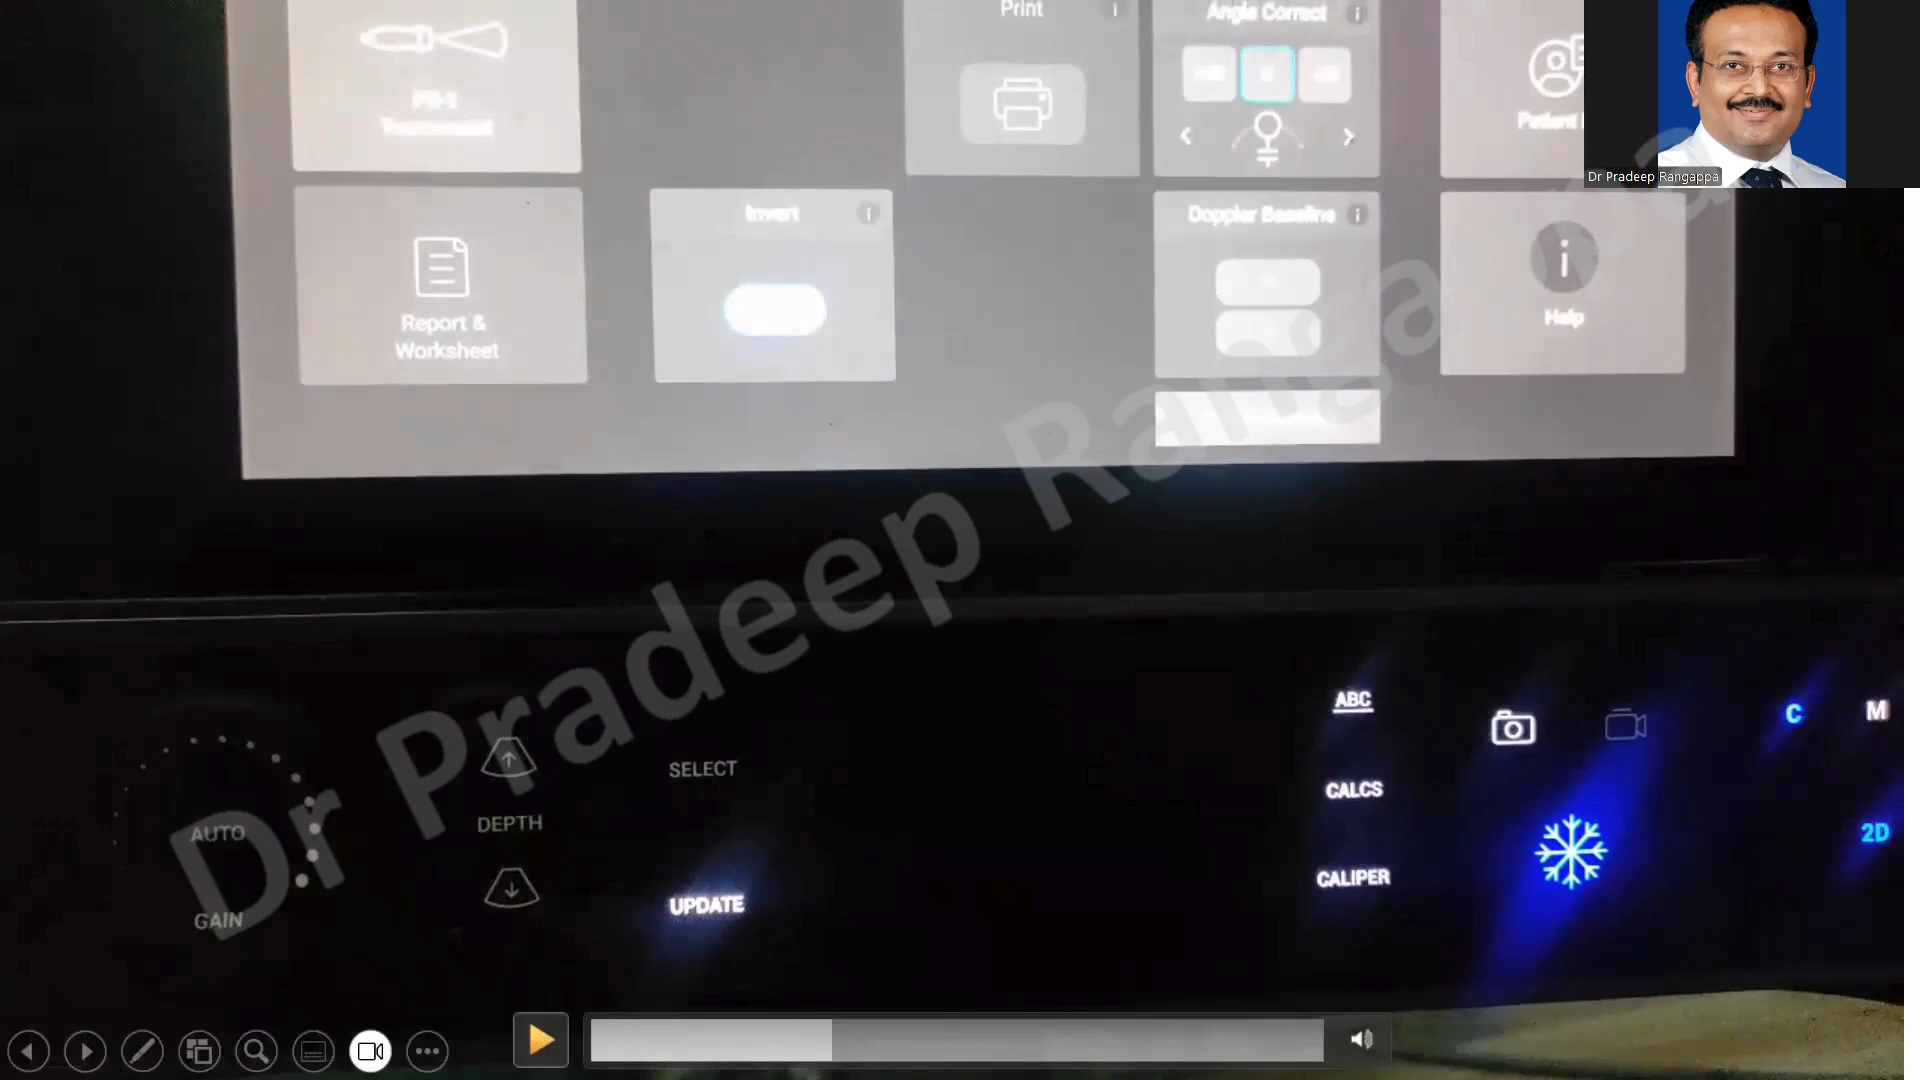 Print
Angle Correct
Patient
Dr Pradeep Rangappa
Report &
Worksheet
Invert
Doppler Baseline
Help
Dr Pradeep Rangappa
ABC
C
M
SELECT
CALCS
AUTO
DEPTH
2D
CALIPER
GAIN
UPDATE